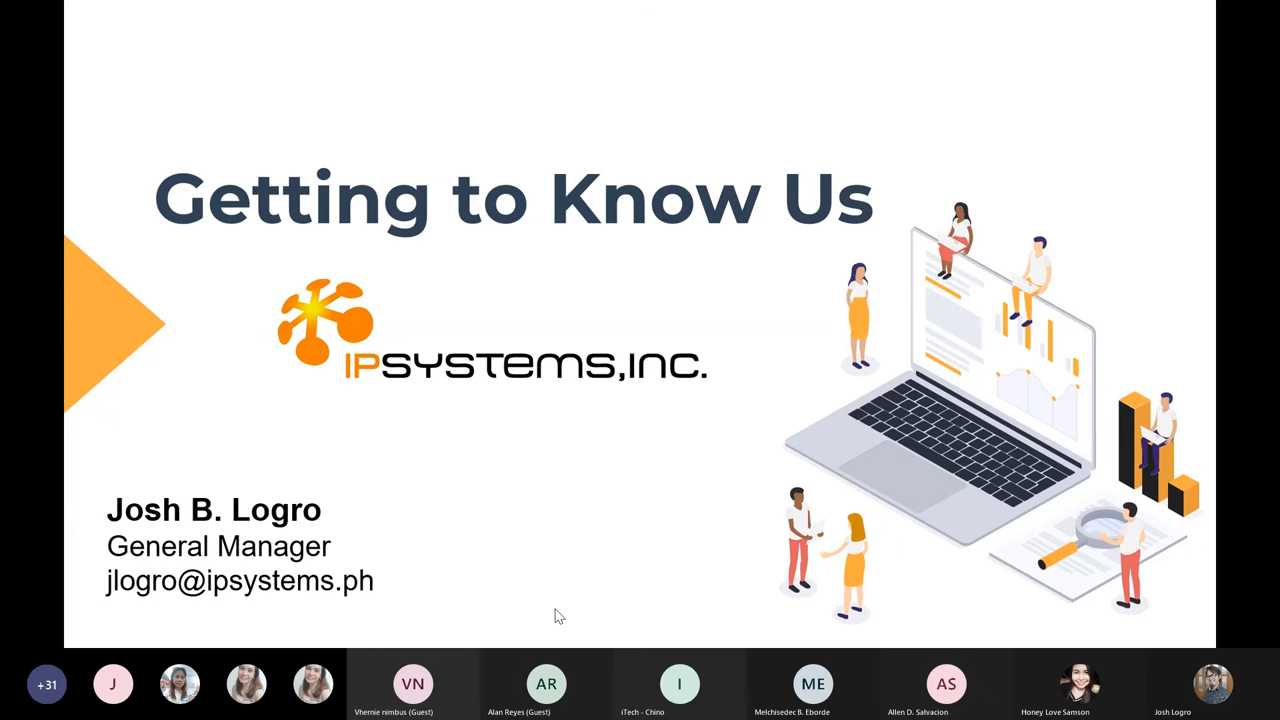 Getting to Know Us
IPSYSTEMS,INC.
Josh B. Logro
General Manager
jlogro@ipsystems.ph
+31
J
VN
AR
I
ME
AS
Vhernie nimbus (Guest)
Alan Reyes (Guest)
iTech - Chino
Melchisedec B. Eborde
Allen D. Salvacion
Honey Love Samson
Josh Logro